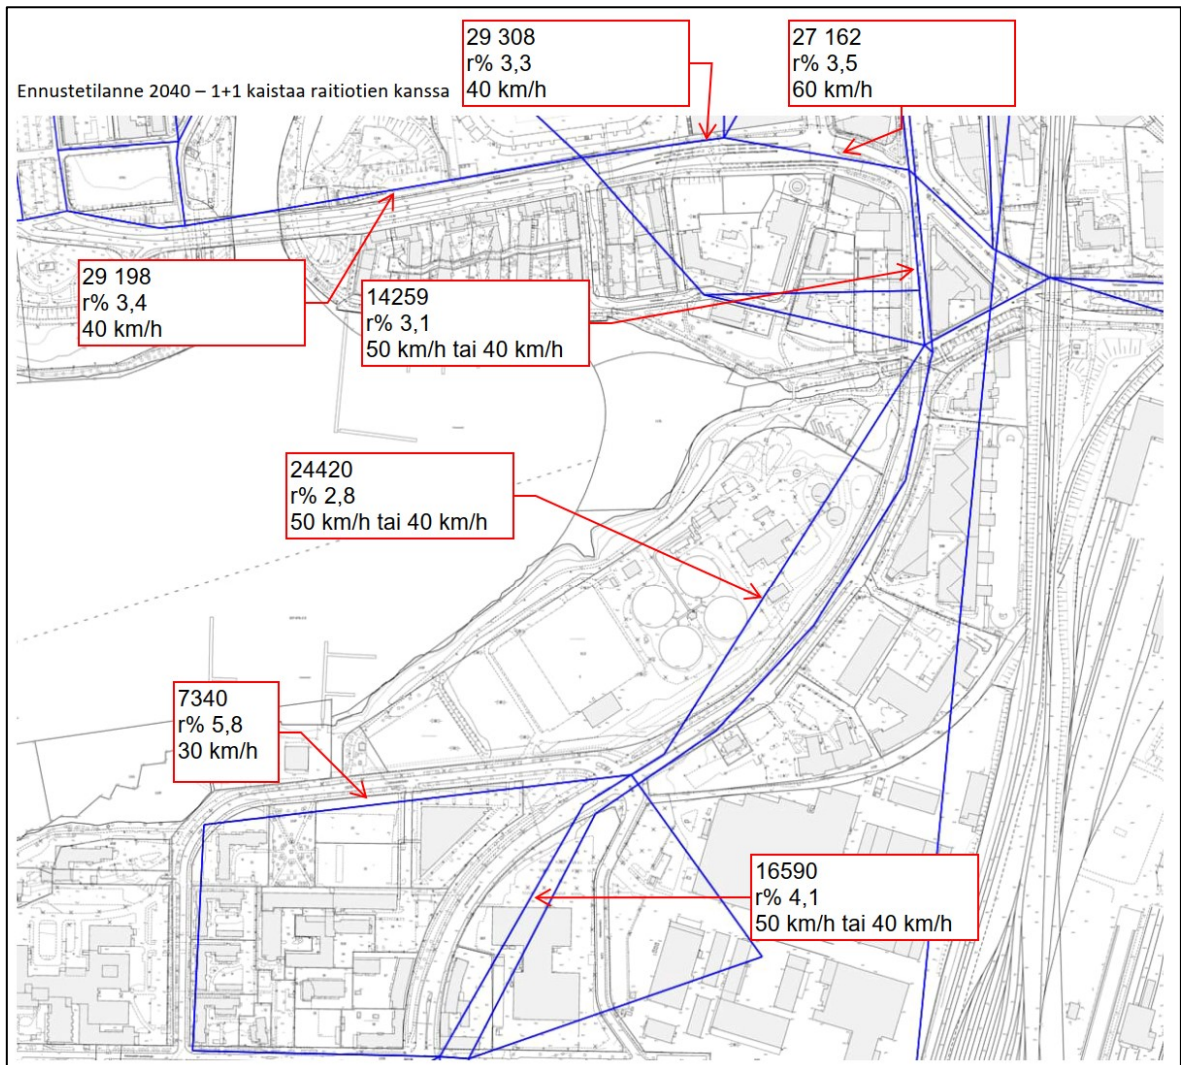 29 308
r% 3,3
40 km/h
27 162
r% 3,5
60 km/h
Ennustetilanne 2040 – 1+1 kaistaa raitiotien kanssa
29 198
r% 3,4
40 km/h
14259
r% 3,1
50 km/h tai 40 km/h
24420
r% 2,8
50 km/h tai 40 km/h
7340
r% 5,8
30 km/h
16590
r% 4,1
50 km/h tai 40 km/h